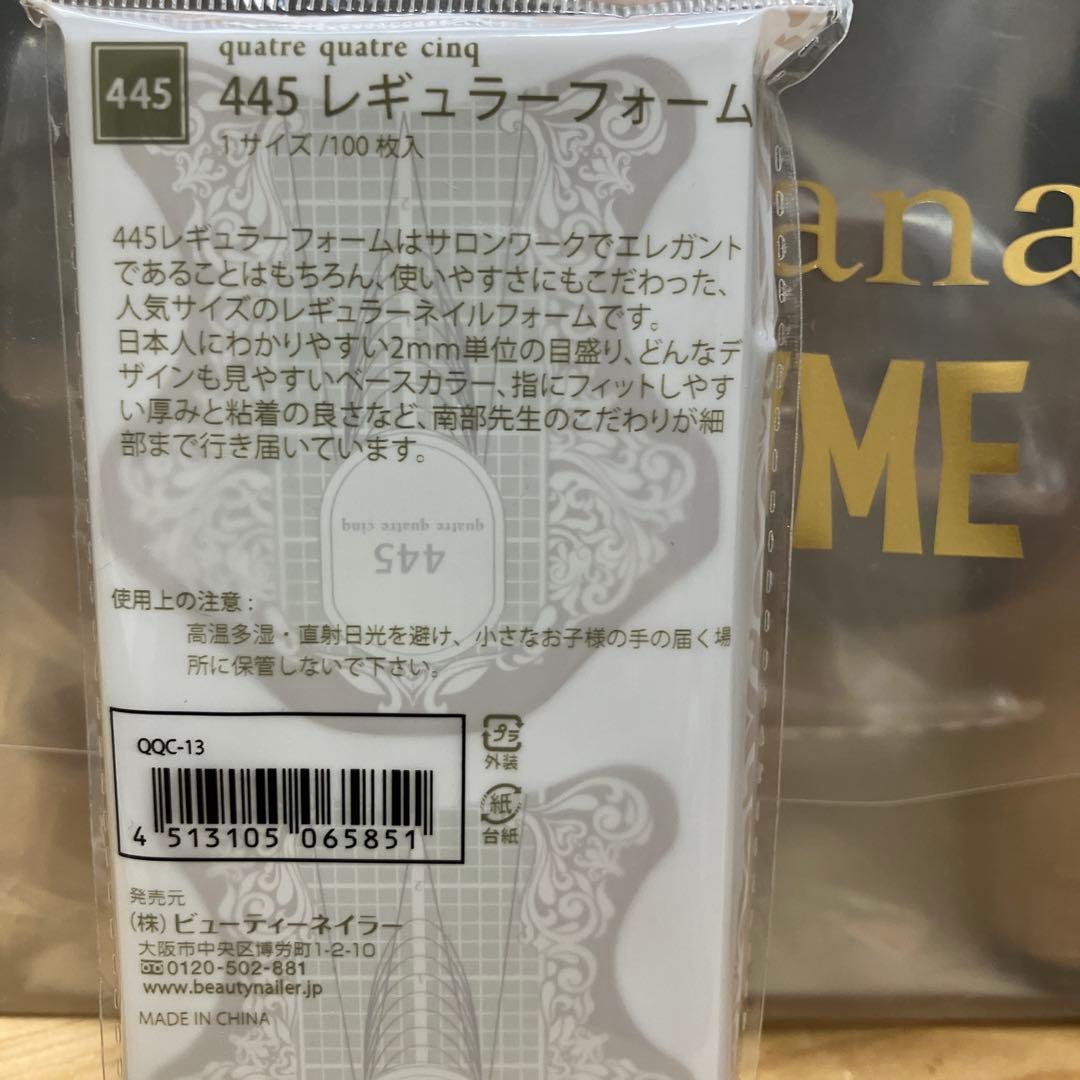 quatre quatre cinq
445
445 レギュラーフォーム
1 サイズ /100 枚入
445レギュラーフォームはサロンワークでエレガント
であることはもちろん、使いやすさにもこだわった、
人気サイズのレギュラーネイルフォームです。
日本人にわかりやすい2mm単位の目盛り、どんなデ
ザインも見やすいベースカラー、指にフィットしやす
い厚みと粘着の良さなど、南部先生のこだわりが細
部まで行き届いています。
quatre quatre cinq
445
使用上の注意 :
高温多湿・直射日光を避け、小さなお子様の手の届く場
所に保管しないで下さい。
QQC-13
4 513105 065851
プラ
外装
紙
台紙
発売元
(株) ビューティーネイラー
大阪市中央区博労町1-2-10
0120-502-881
www.beautynailer.jp
MADE IN CHINA
ana
ME